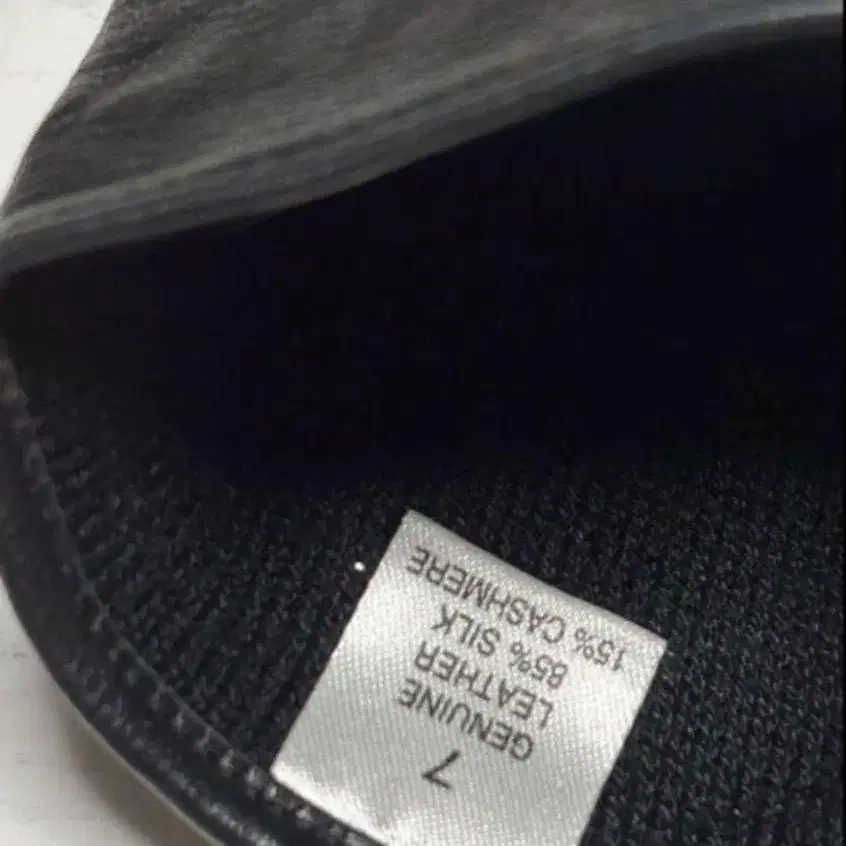 7
GENUINE
LEATHER
85% SILK
15% CASHMERE